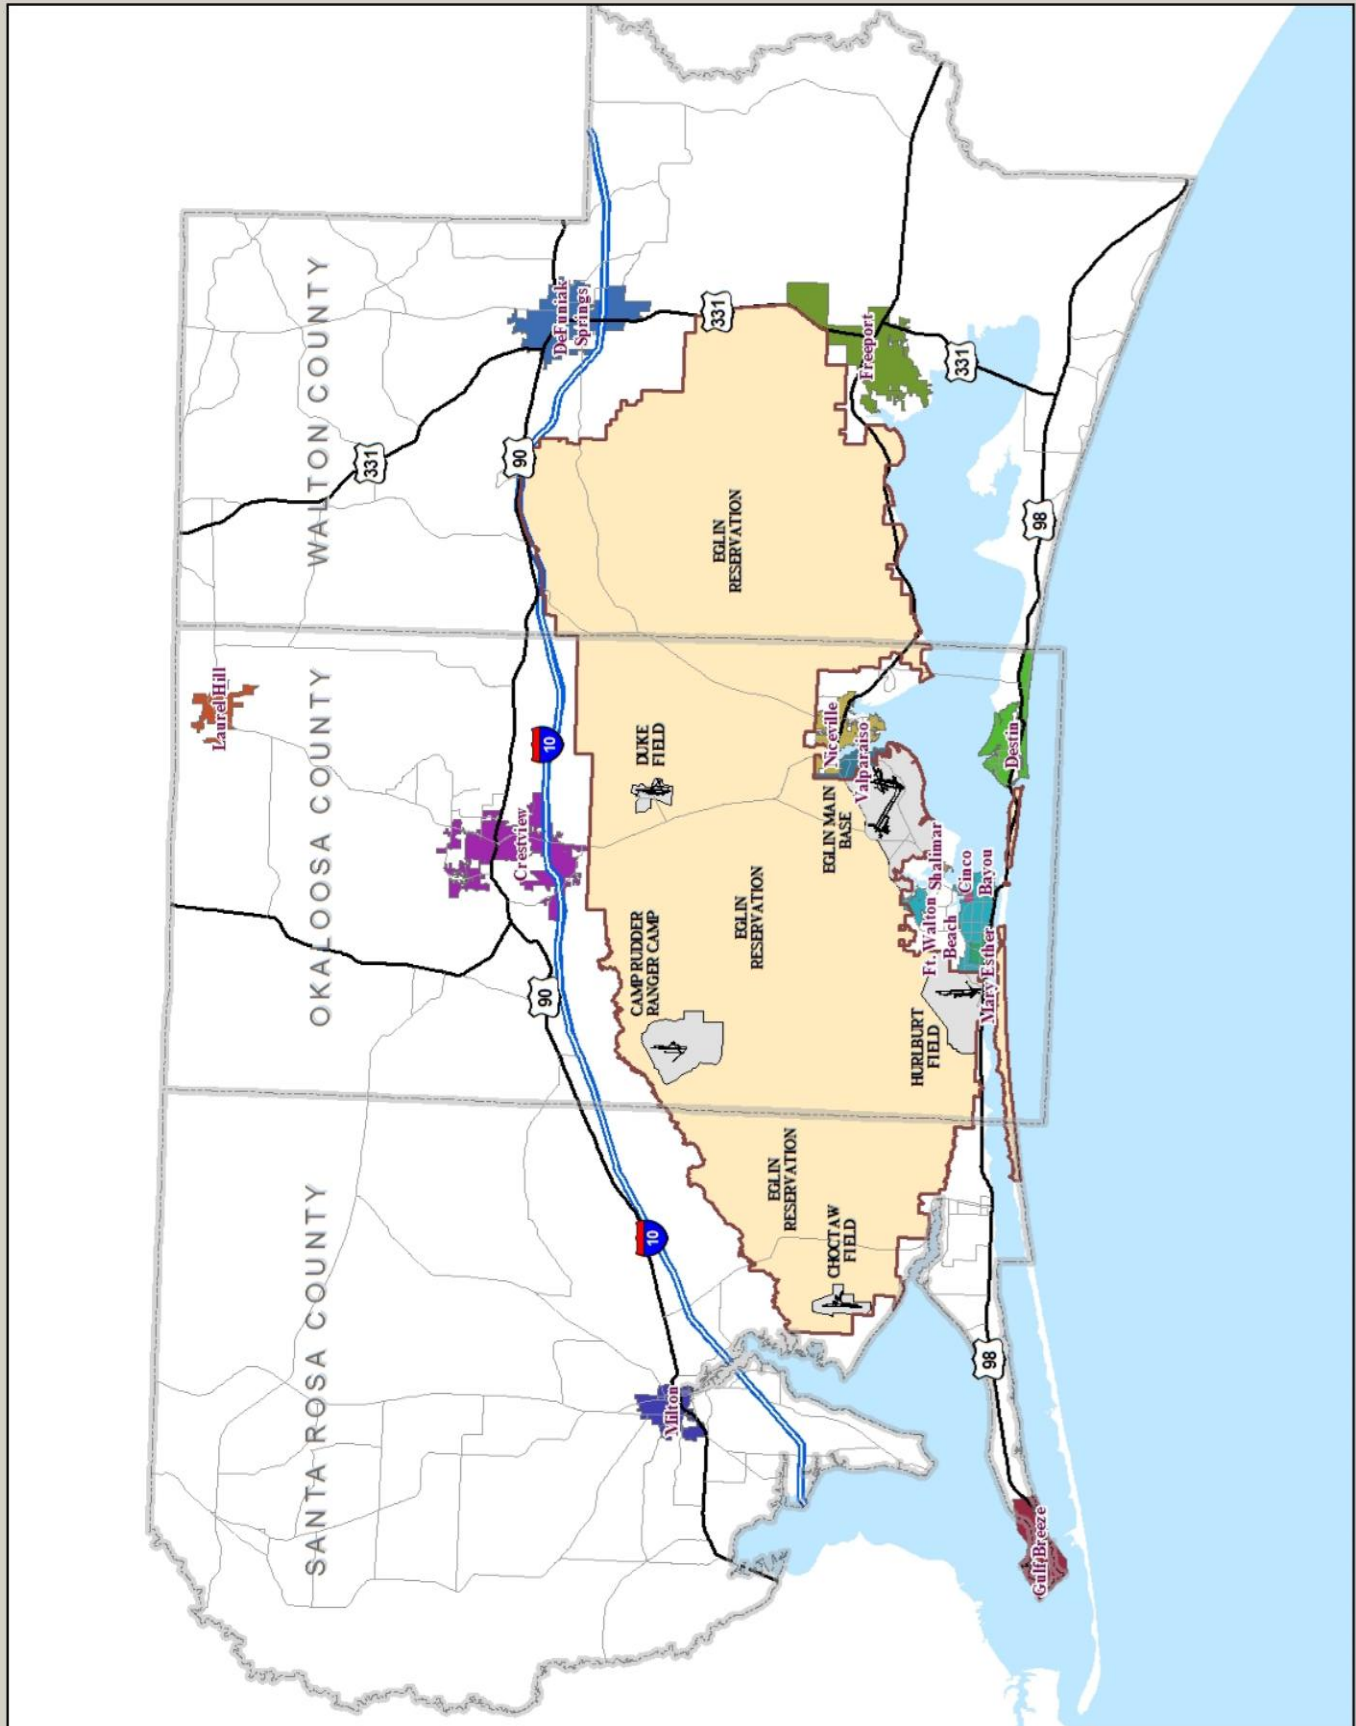 SANTA ROSA COUNTY
OKALOOSA COUNTY
WALTON COUNTY
Laurel Hill
331
90
90
10
10
Crestview
DeFuniak
Springs
Milton
331
CAMP RUDDER
RANGER CAMP
DUKE
FIELD
EGLIN
RESERVATION
EGLIN
RESERVATION
EGLIN
RESERVATION
CHOCTAW
FIELD
EGLIN MAIN
BASE
Niceville
Valparaiso
Freeport
331
HURLBURT
FIELD
Ft. Walton
Beach
Shalimar
Cinco
Bayou
Mary Esther
Destin
98
98
Gulf Breeze